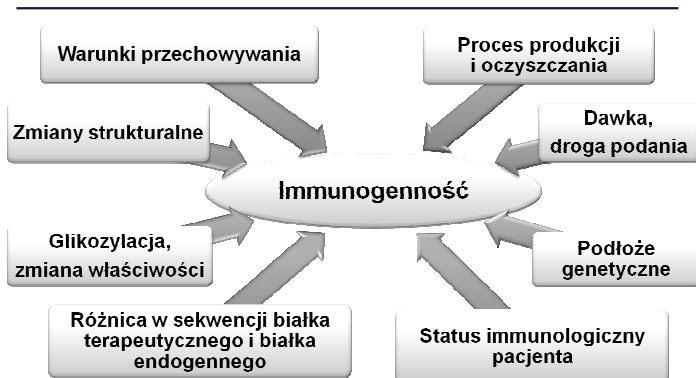 Warunki przechowywania
Proces produkcji
i oczyszczania
Zmiany strukturalne
Dawka,
droga podania
Immunogenność
Glikozylacja,
zmiana właściwości
Podłoże
genetyczne
Różnica w sekwencji białka
terapeutycznego i białka
endogennego
Status immunologiczny
pacjenta